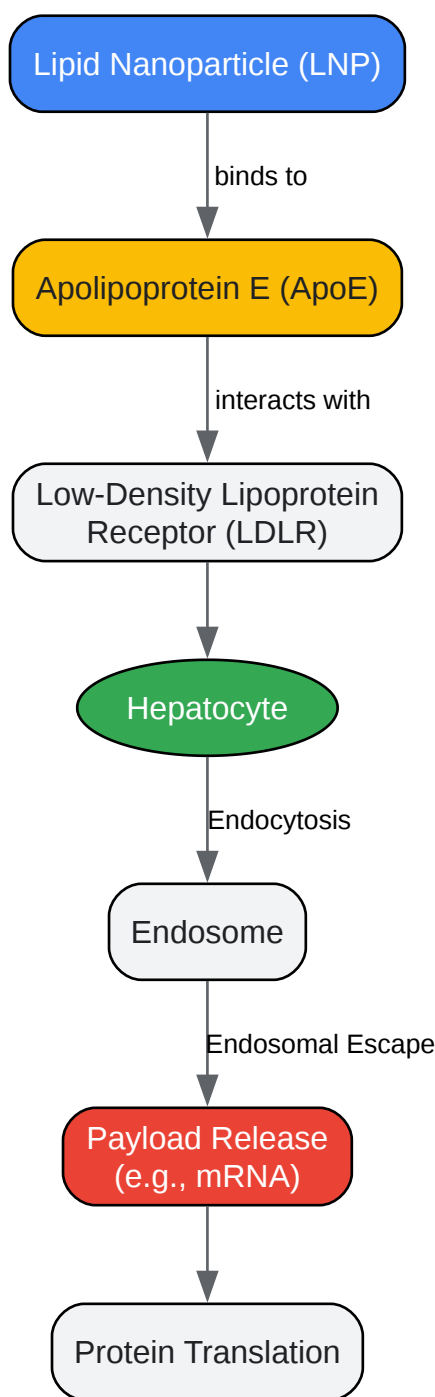 Lipid Nanoparticle (LNP)
binds to
Apolipoprotein E (ApoE)
interacts with
Low-Density Lipoprotein
Receptor (LDLR)
Hepatocyte
Endocytosis
Endosome
Endosomal Escape
Payload Release
(e.g., mRNA)
Protein Translation